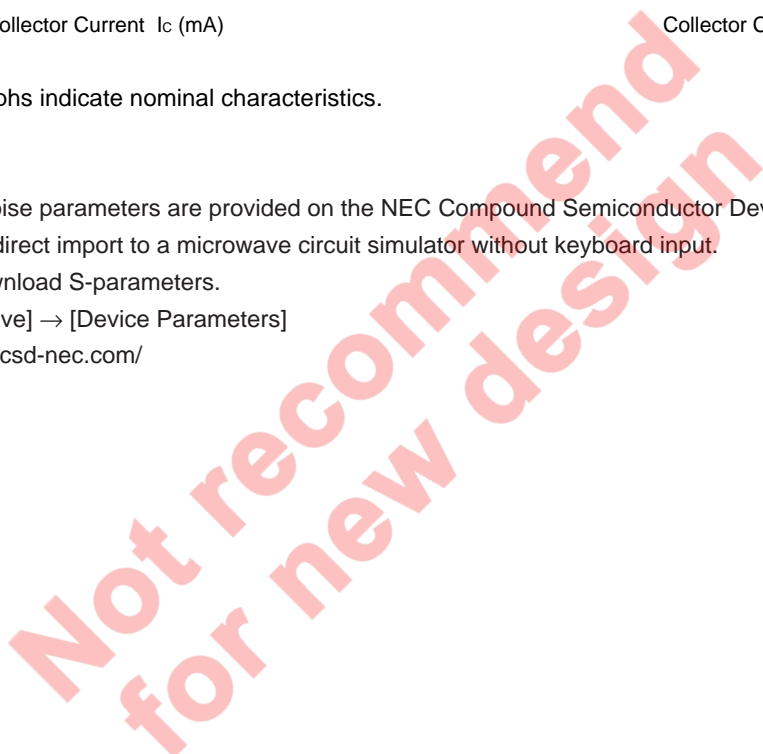 ollector Current IC (mA)
Collector C
ohs indicate nominal characteristics.
oise parameters are provided on the NEC Compound Semiconductor Dev
direct import to a microwave circuit simulator without keyboard input.
wnload S-parameters.
ve] → [Device Parameters]
csd-nec.com/
Not recommend
for new design